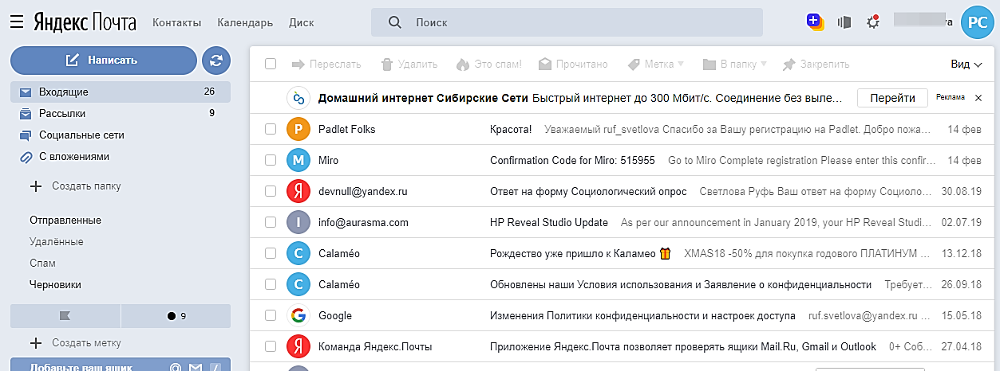 Яндекс Почта Контакты Календарь Диск Поиск РС
Написать
Переслать Удалить Это спам! Прочитано Метка В папку Закрепить Вид
Входящие 26
Рассылки 9
Социальные сети
С вложениями
Создать папку
Отправленные
Удалённые
Спам
Черновики
9
Создать метку
Добавьте ваш ящик
Домашний интернет Сибирские Сети Быстрый интернет до 300 Мбит/с. Соединение без выле... Перейти Реклама
P Padlet Folks Красота! Уважаемый ruf_svetlova Спасибо за Вашу регистрацию на Padlet. Добро пожа... 14 фев
M Miro Confirmation Code for Miro: 515955 Go to Miro Complete registration Please enter this confir... 14 фев
Я devnull@yandex.ru Ответ на форму Социологический опрос Светлова Руфь Ваш ответ на форму Социоло... 30.08.19
I info@aurasma.com HP Reveal Studio Update As per our announcement in January 2019, your HP Reveal Studi... 02.07.19
C Calaméo Рождество уже пришло к Каламео XMAS18 -50% для покупка годового ПЛАТИНУМ ... 13.12.18
C Calaméo Обновлены наши Условия использования и Заявление о конфиденциальности Требует... 26.09.18
G Google Изменения Политики конфиденциальности и настроек доступа ruf.svetlova@yandex.ru ... 15.05.18
Я Команда Яндекс.Почты Приложение Яндекс.Почта позволяет проверять ящики Mail.Ru, Gmail и Outlook 0+ Соб... 27.04.18